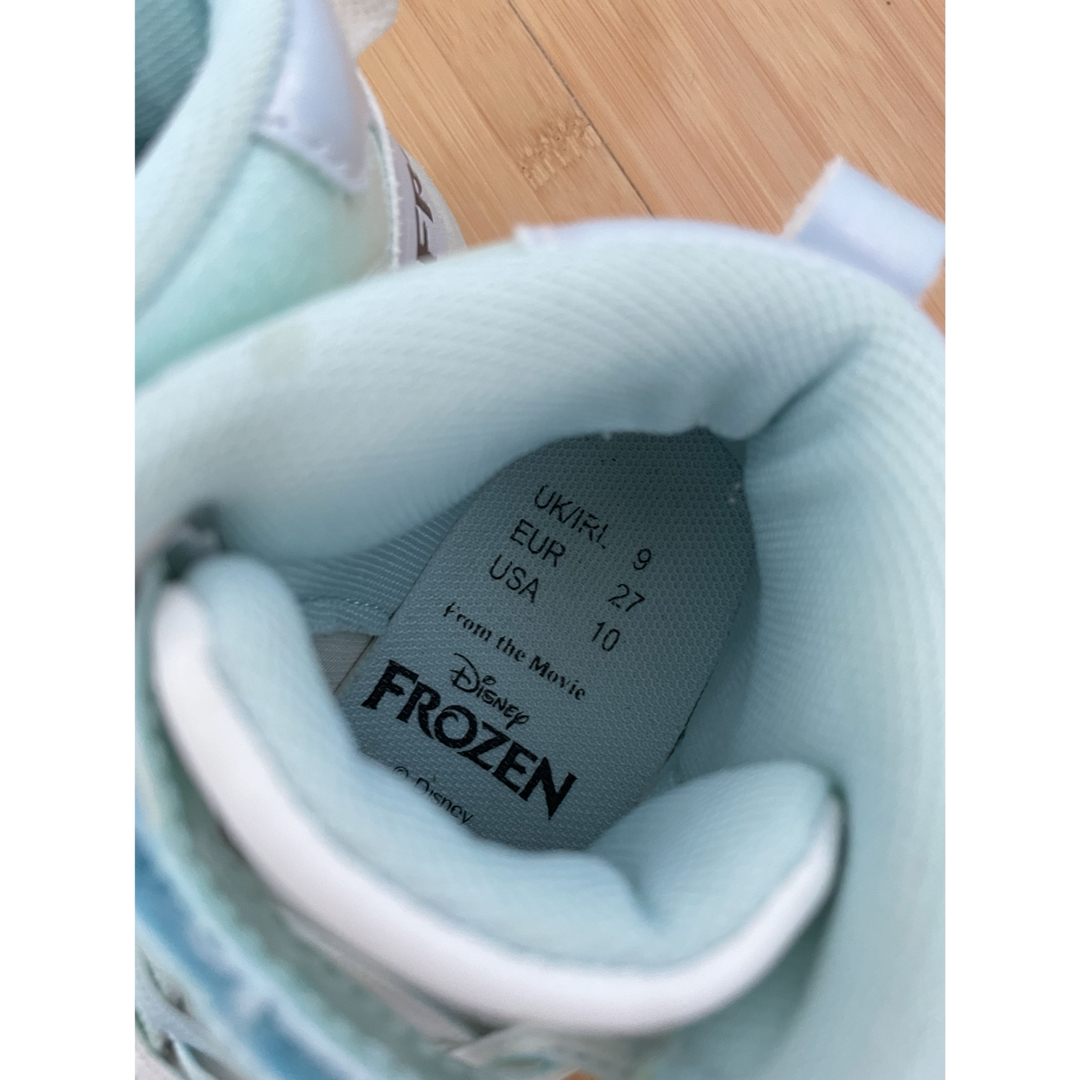 UK/IRL 9
EUR 27
USA 10
From the Movie
Disney
FROZEN
© Disney